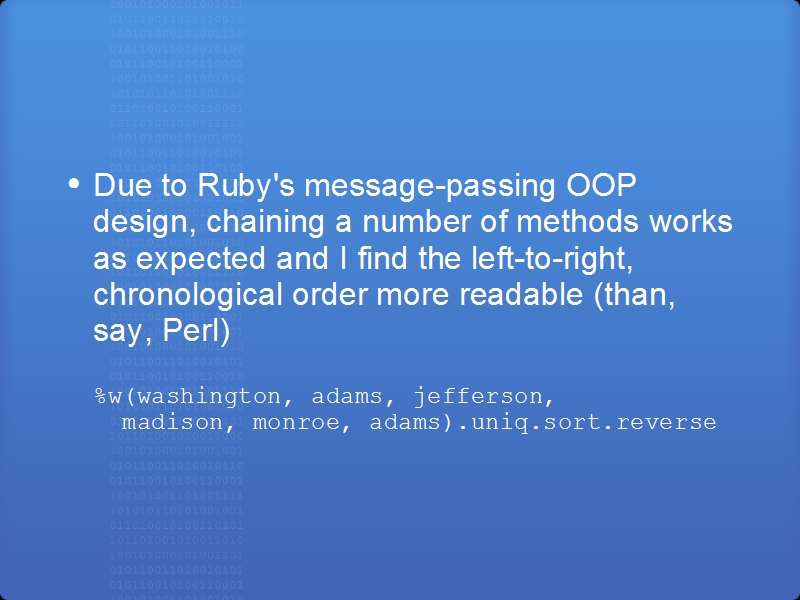 • Due to Ruby's message-passing OOP
design, chaining a number of methods works
as expected and I find the left-to-right,
chronological order more readable (than,
say, Perl)
%w(washington, adams, jefferson,
madison, monroe, adams).uniq.sort.reverse